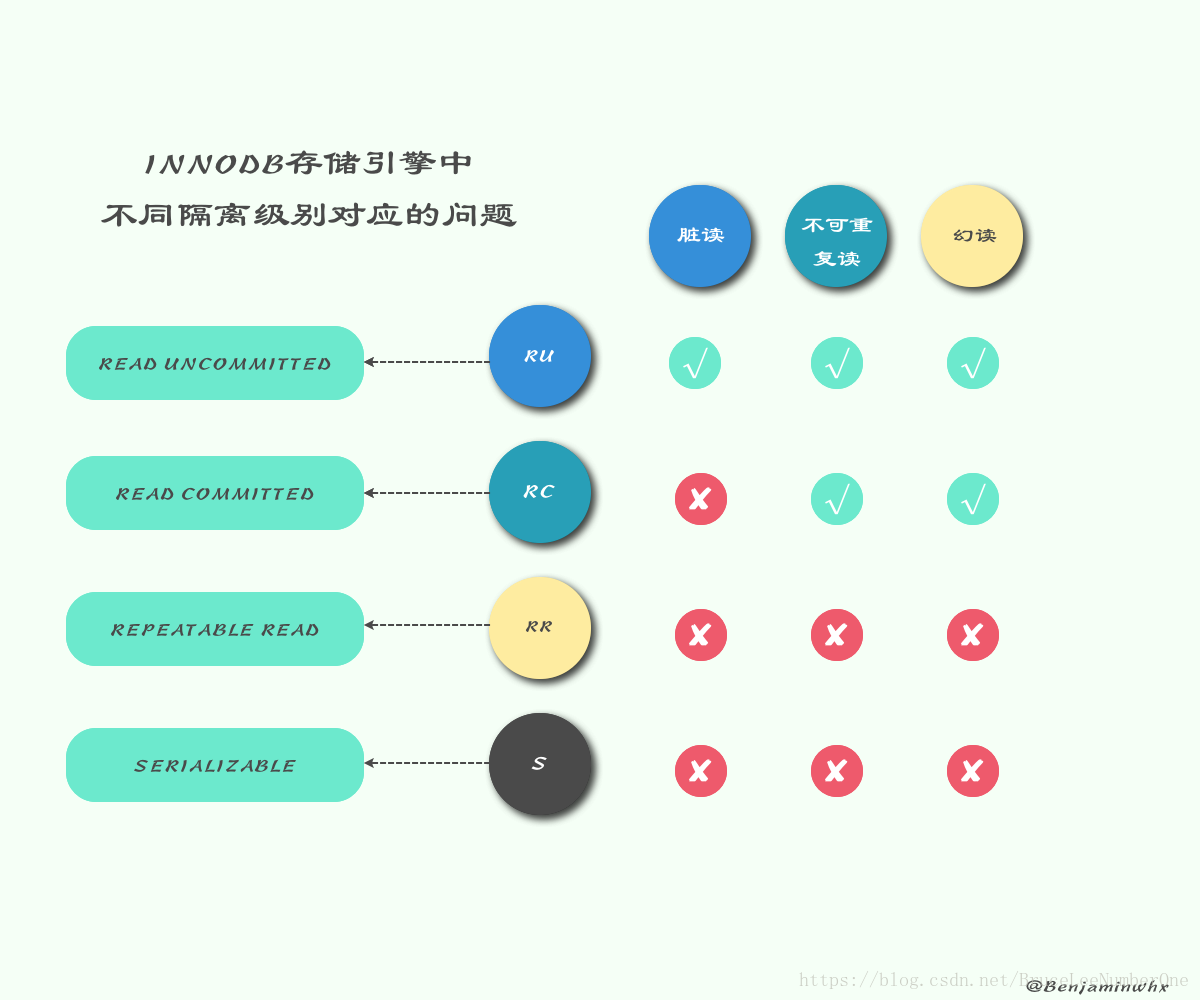 INNODB存储引擎中
不同隔离级别对应的问题
脏读
不可重
复读
幻读
READ UNCOMMITTED
RU
√ √ √
READ COMMITTED
RC
✘ √ √
REPEATABLE READ
RR
✘ ✘ ✘
SERIALIZABLE
S
✘ ✘ ✘
https://blog.csdn.net/BruceLeeNumberOne
@Benjaminwhx